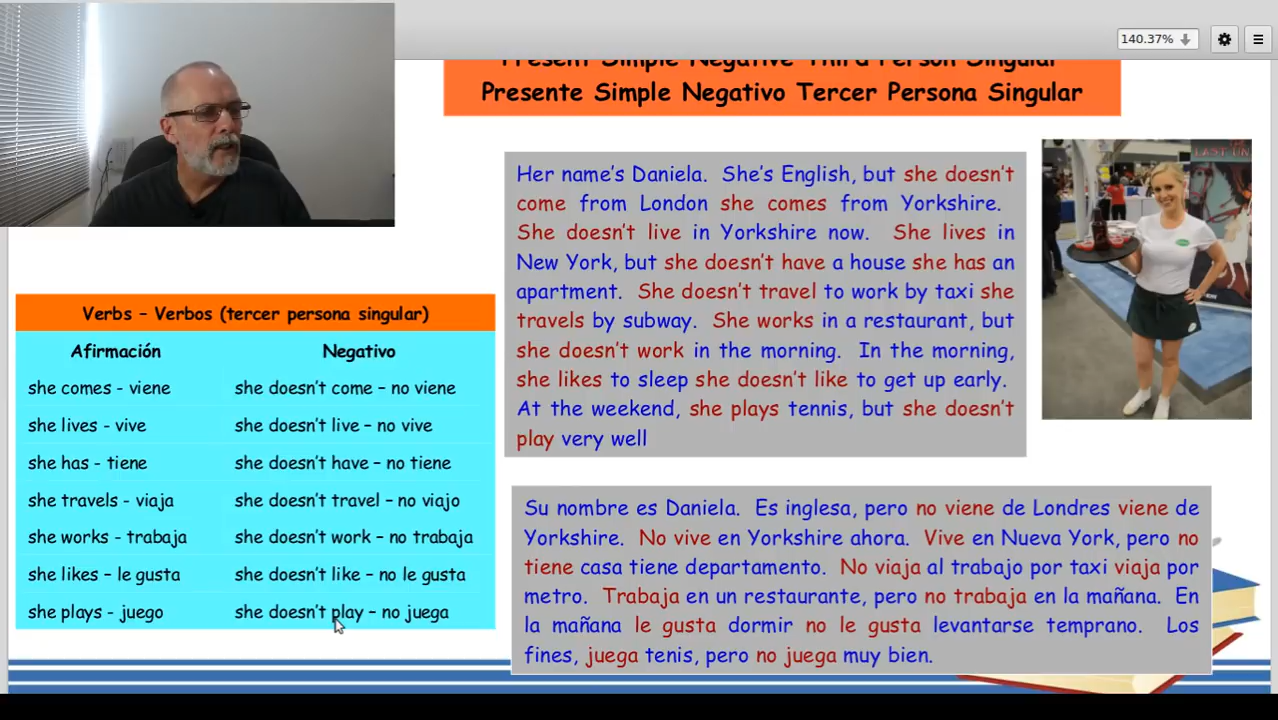 140.37%
Present Simple Negative Third Person Singular
Presente Simple Negativo Tercer Persona Singular
Her name's Daniela. She's English, but she doesn't
come from London she comes from Yorkshire.
She doesn't live in Yorkshire now. She lives in
New York, but she doesn't have a house she has an
apartment. She doesn't travel to work by taxi she
travels by subway. She works in a restaurant, but
she doesn't work in the morning. In the morning,
she likes to sleep she doesn't like to get up early.
At the weekend, she plays tennis, but she doesn't
play very well
Verbs – Verbos (tercer persona singular)
Afirmación Negativo
she comes - viene she doesn't come – no viene
she lives - vive she doesn't live – no vive
she has - tiene she doesn't have – no tiene
she travels - viaja she doesn't travel – no viajo
she works - trabaja she doesn't work – no trabaja
she likes – le gusta she doesn't like – no le gusta
she plays - juego she doesn't play – no juega
Su nombre es Daniela. Es inglesa, pero no viene de Londres viene de
Yorkshire. No vive en Yorkshire ahora. Vive en Nueva York, pero no
tiene casa tiene departamento. No viaja al trabajo por taxi viaja por
metro. Trabaja en un restaurante, pero no trabaja en la mañana. En
la mañana le gusta dormir no le gusta levantarse temprano. Los
fines, juega tenis, pero no juega muy bien.